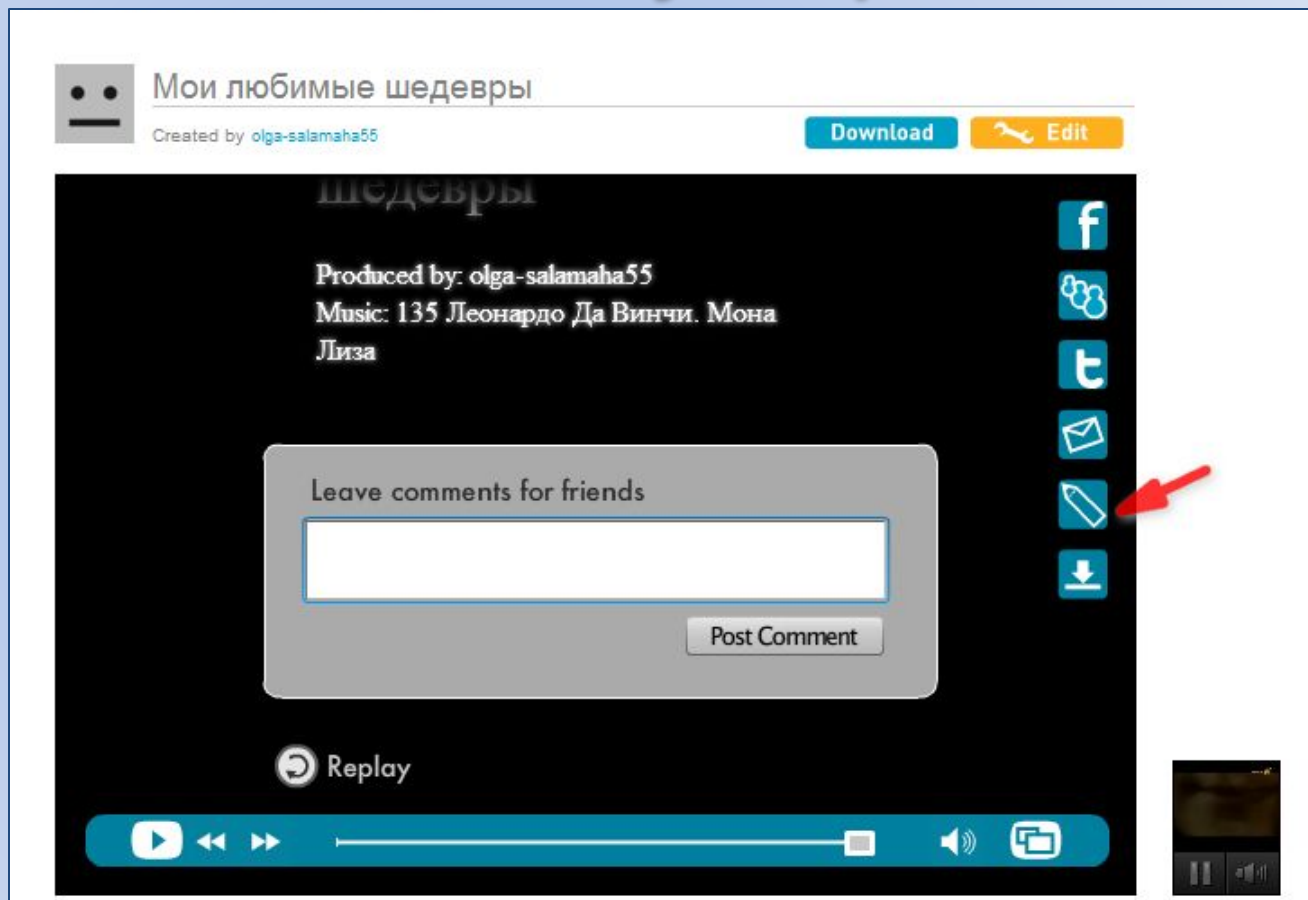 Мои любимые шедевры
Created by olga-salamaha55
Download
Edit
шедевры
Produced by: olga-salamaha55
Music: 135 Леонардо Да Винчи. Мона
Лиза
Leave comments for friends
Post Comment
Replay